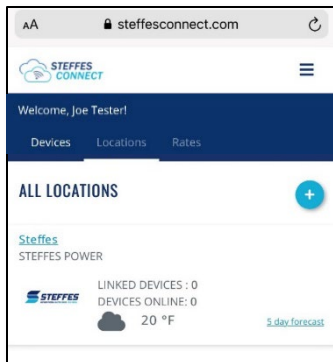 AA steffesconnect.com
STEFFES
CONNECT
Welcome, Joe Tester!
Devices Locations Rates
ALL LOCATIONS
+
Steffes
STEFFES POWER
LINKED DEVICES : 0
STEFFES
DEVICES ONLINE: 0
20 °F
5 day forecast